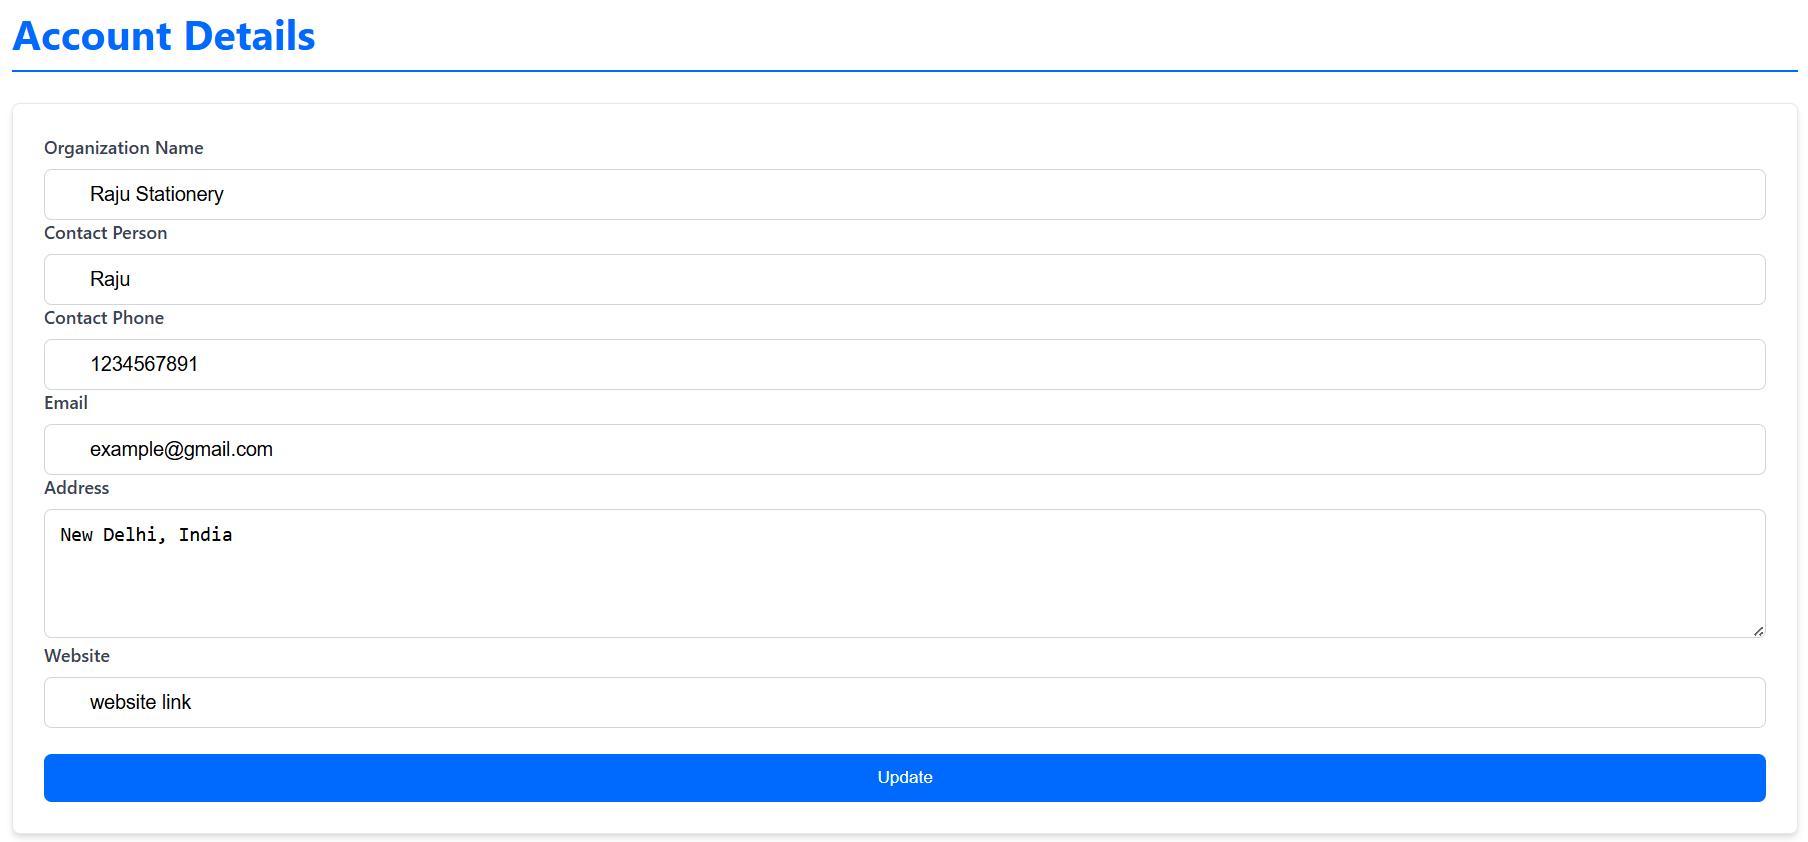 Account Details
Organization Name
Raju Stationery
Contact Person
Raju
Contact Phone
1234567891
Email
example@gmail.com
Address
New Delhi, India
Website
website link
Update